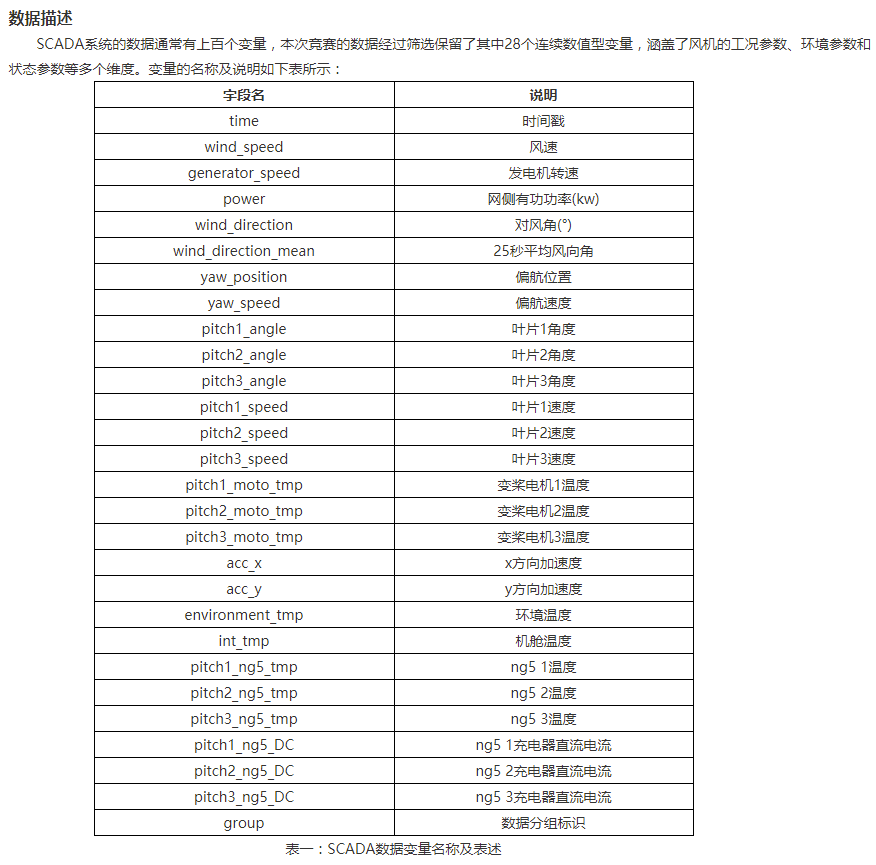 数据描述
SCADA系统的数据通常有上百个变量，本次竞赛的数据经过筛选保留了其中28个连续数值型变量，涵盖了风机的工况参数、环境参数和
状态参数等多个维度。变量的名称及说明如下表所示：
字段名 说明
time 时间戳
wind_speed 风速
generator_speed 发电机转速
power 网侧有功功率(kw)
wind_direction 对风角(°)
wind_direction_mean 25秒平均风向角
yaw_position 偏航位置
yaw_speed 偏航速度
pitch1_angle 叶片1角度
pitch2_angle 叶片2角度
pitch3_angle 叶片3角度
pitch1_speed 叶片1速度
pitch2_speed 叶片2速度
pitch3_speed 叶片3速度
pitch1_moto_tmp 变桨电机1温度
pitch2_moto_tmp 变桨电机2温度
pitch3_moto_tmp 变桨电机3温度
acc_x x方向加速度
acc_y y方向加速度
environment_tmp 环境温度
int_tmp 机舱温度
pitch1_ng5_tmp ng5 1温度
pitch2_ng5_tmp ng5 2温度
pitch3_ng5_tmp ng5 3温度
pitch1_ng5_DC ng5 1充电器直流电流
pitch2_ng5_DC ng5 2充电器直流电流
pitch3_ng5_DC ng5 3充电器直流电流
group 数据分组标识
表一：SCADA数据变量名称及表述